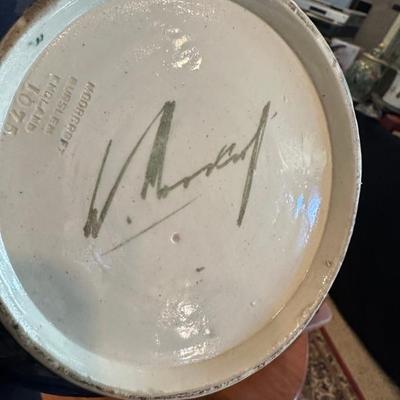 MOORCROFT
BURSLEM
ENGLAND
1075
W. Moorcroft